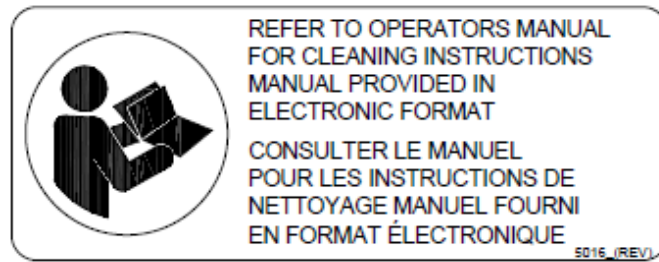 REFER TO OPERATORS MANUAL
FOR CLEANING INSTRUCTIONS
MANUAL PROVIDED IN
ELECTRONIC FORMAT
CONSULTER LE MANUEL
POUR LES INSTRUCTIONS DE
NETTOYAGE MANUEL FOURNI
EN FORMAT ÉLECTRONIQUE
5016_(REV)